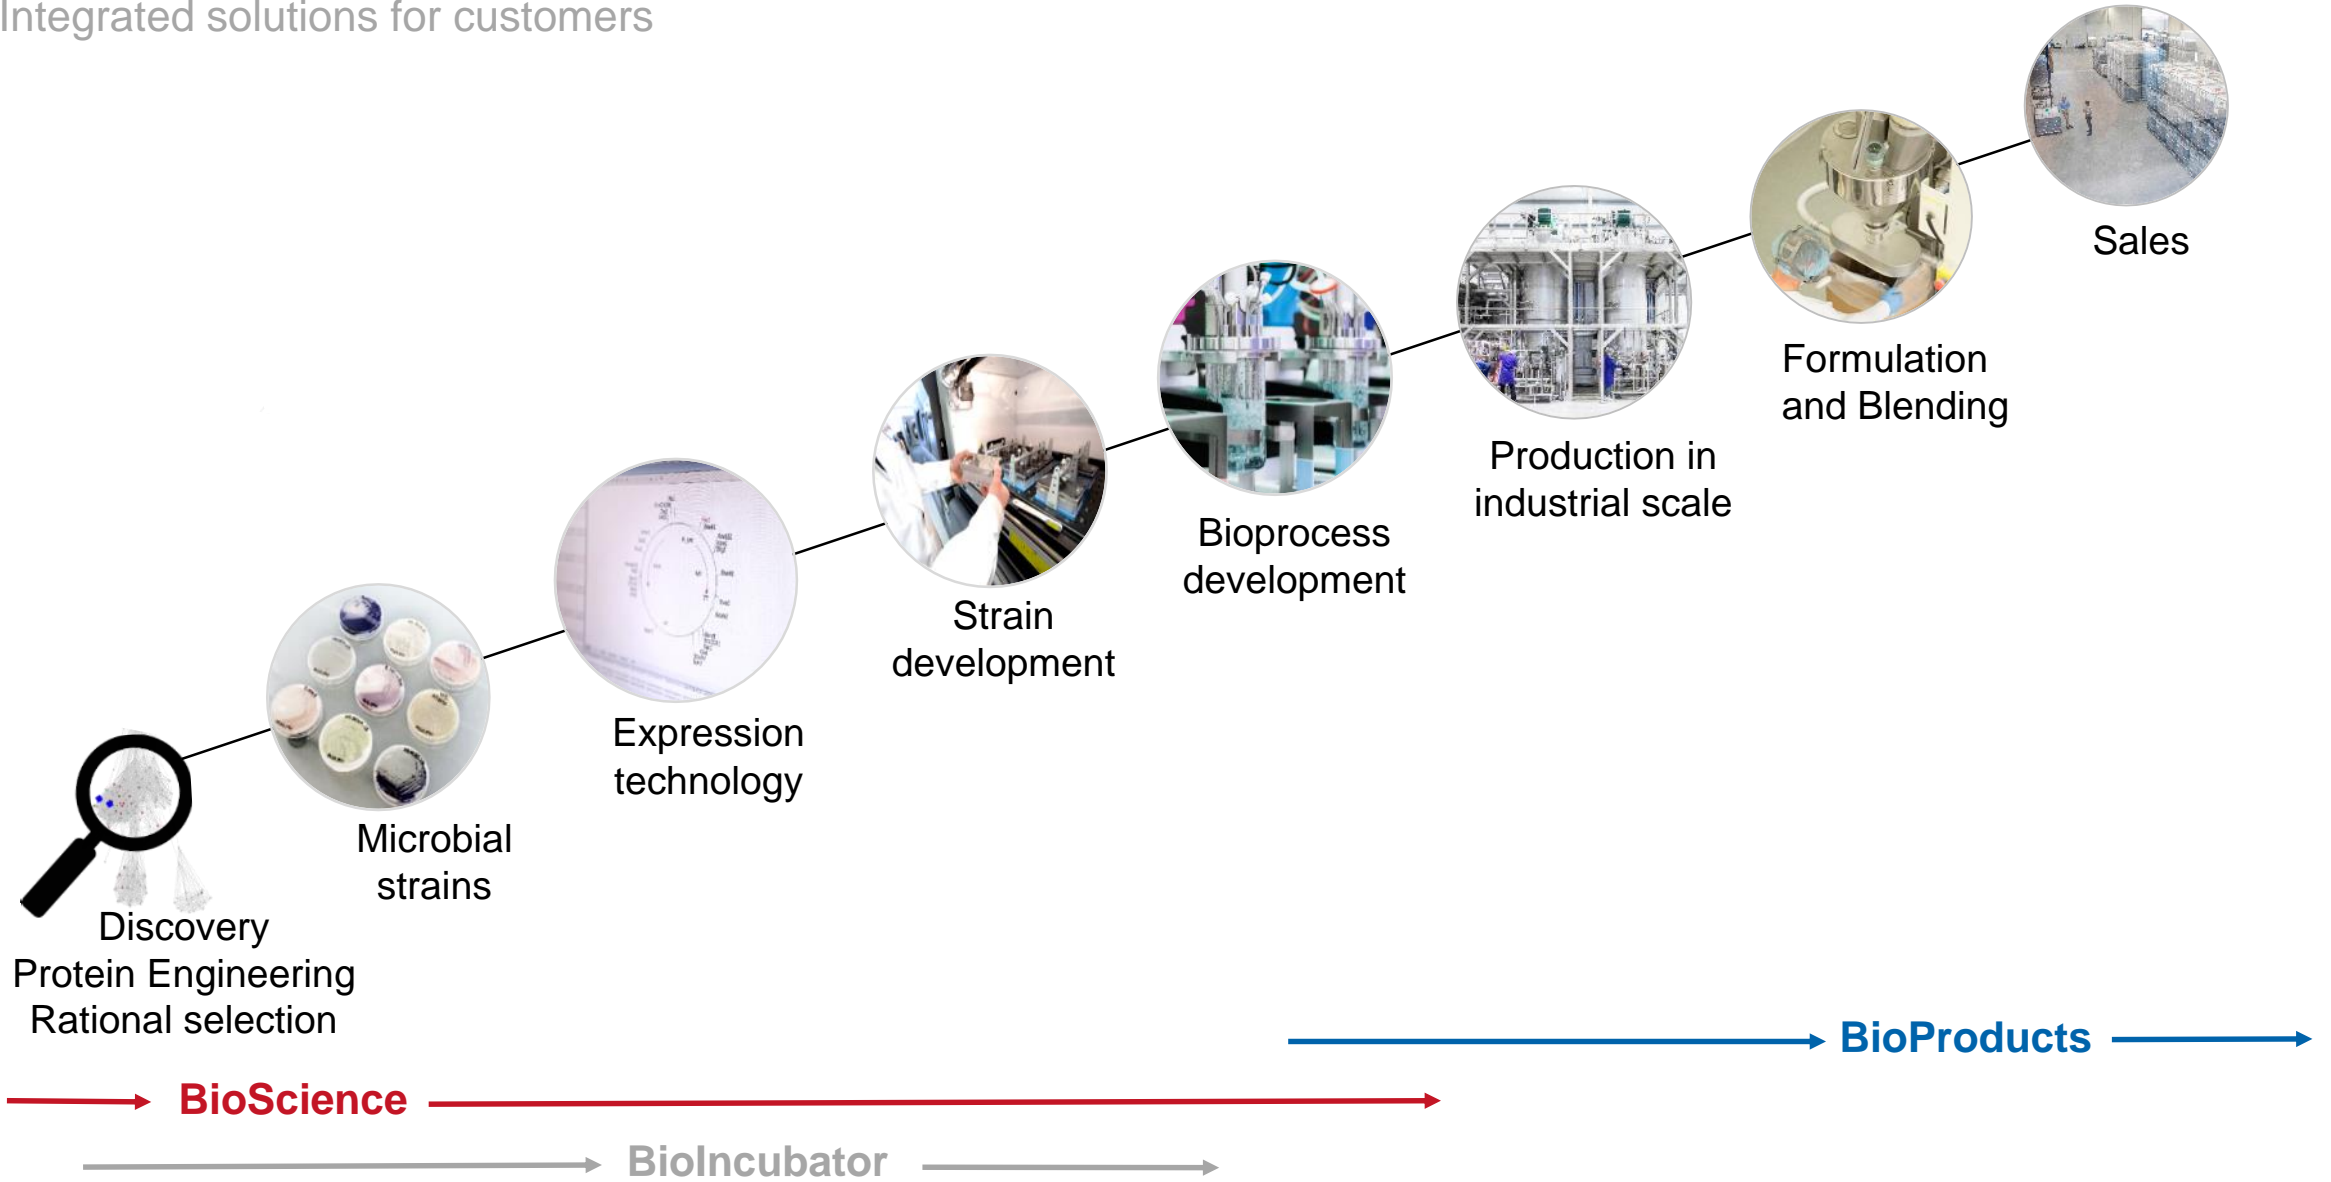 Integrated solutions for customers
Sales
Formulation
and Blending
Production in
industrial scale
Bioprocess
development
Strain
development
Expression
technology
Microbial
strains
Discovery
Protein Engineering
Rational selection
BioProducts
BioScience
BioIncubator